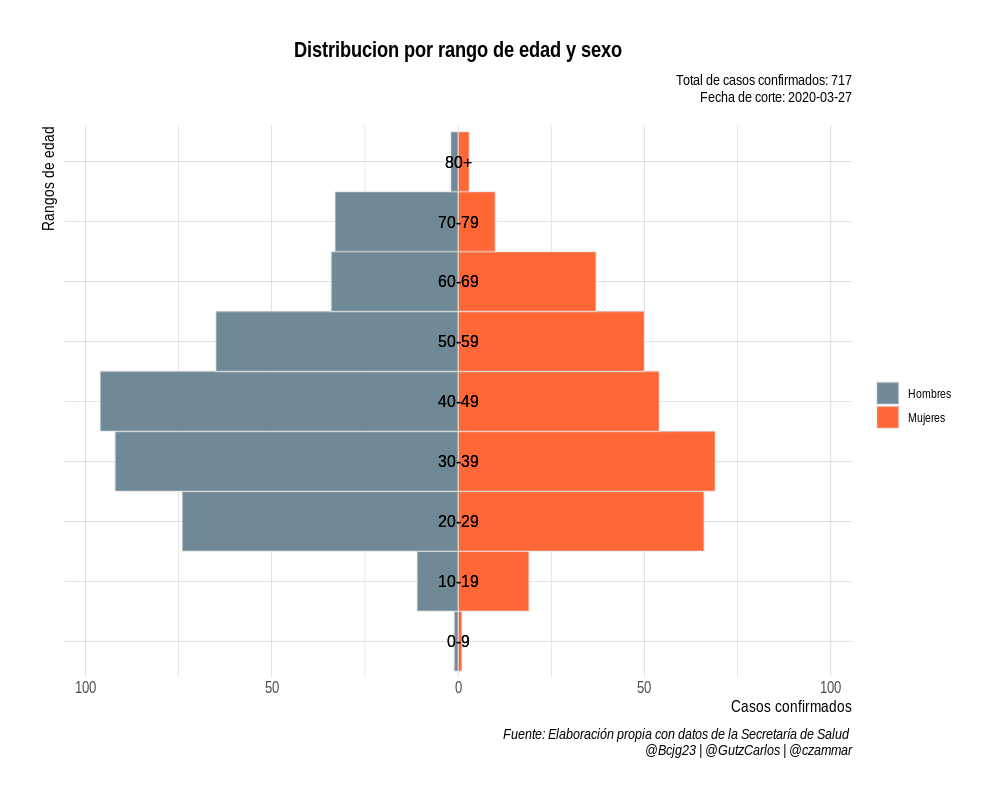 Distribucion por rango de edad y sexo
Total de casos confirmados: 717
Fecha de corte: 2020-03-27
Rangos de edad
80+
70-79
60-69
50-59
40-49
30-39
20-29
10-19
0-9
Hombres
Mujeres
100 50 0 50 100
Casos confirmados
Fuente: Elaboración propia con datos de la Secretaría de Salud
@Bcjg23 | @GutzCarlos | @czammar